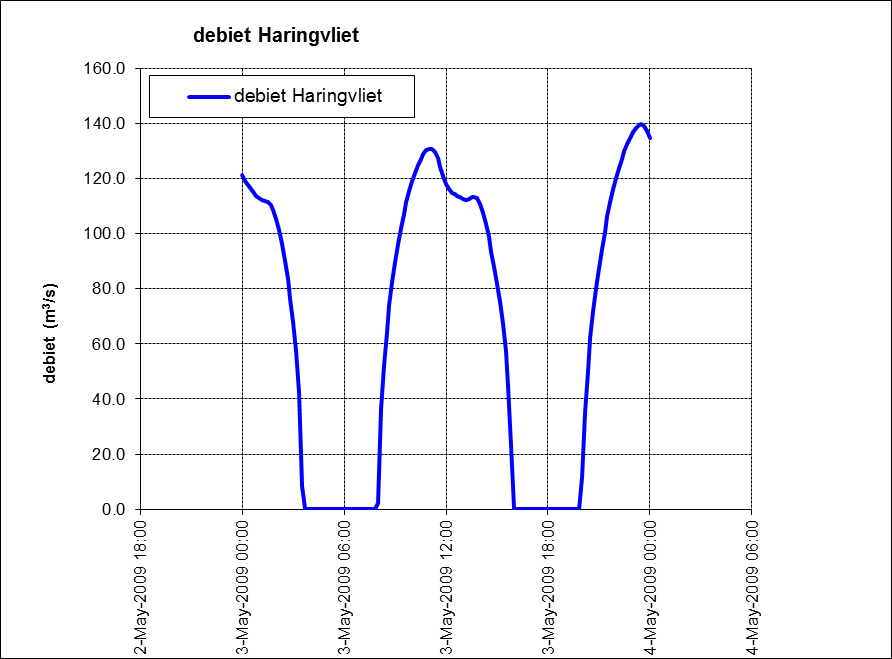 debiet Haringvliet
160.0
debiet Haringvliet
140.0
120.0
100.0
80.0
60.0
40.0
20.0
0.0
debiet (m³/s)
2-May-2009 18:00
3-May-2009 00:00
3-May-2009 06:00
3-May-2009 12:00
3-May-2009 18:00
4-May-2009 00:00
4-May-2009 06:00